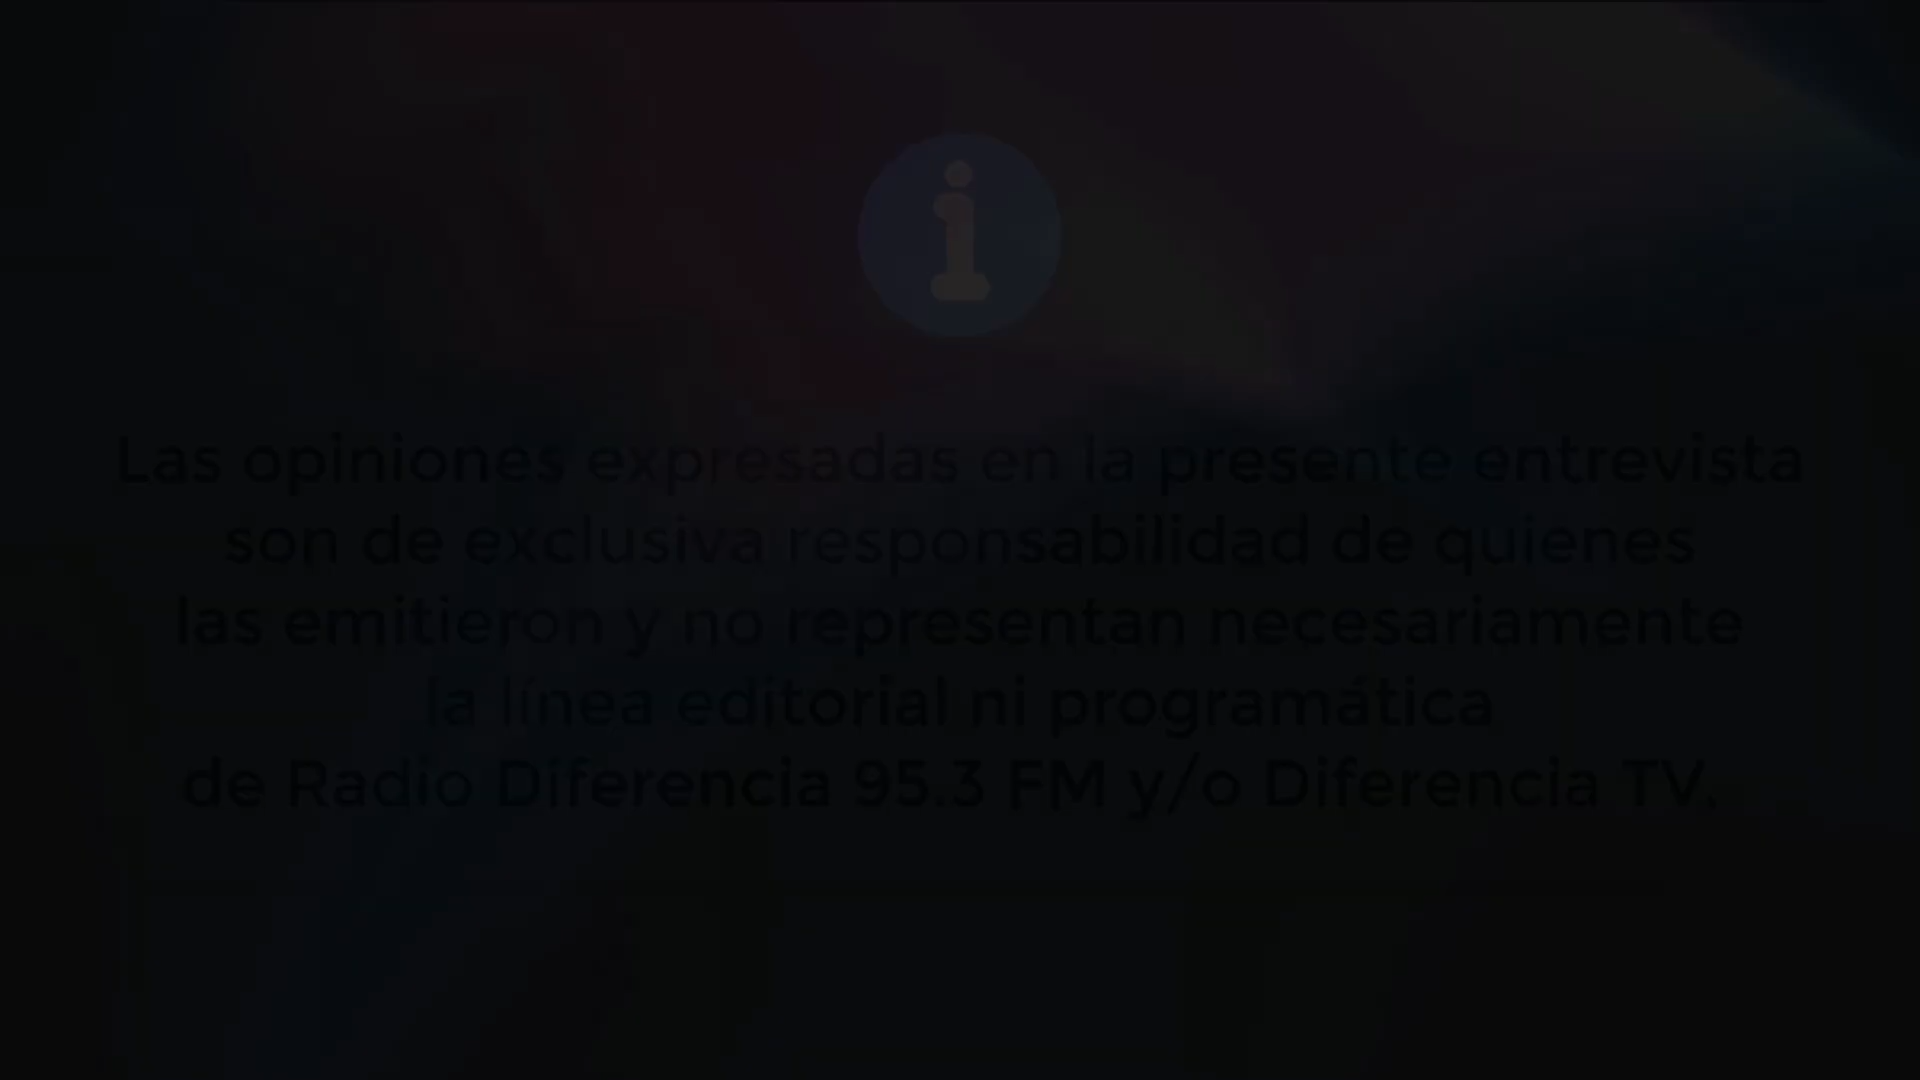 Las opiniones expresadas en la presente entrevista
son de exclusiva responsabilidad de quienes
las emitieron y no representan necesariamente
la línea editorial ni programática
de Radio Diferencia 95.3 FM y/o Diferencia TV.